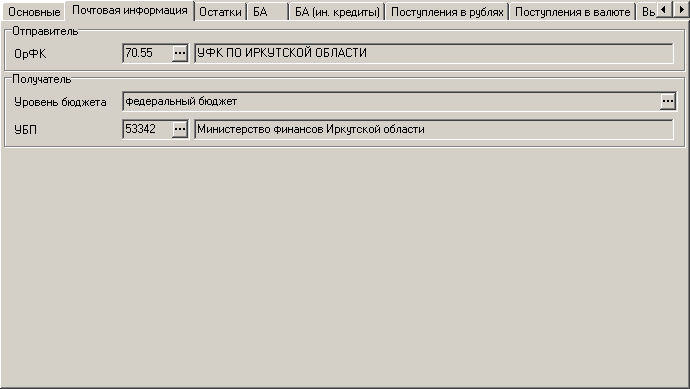 Основные Почтовая информация Остатки БА БА (ин. кредиты) Поступления в рублях Поступления в валюте
Отправитель
ОрФК 70.55 ... УФК ПО ИРКУТСКОЙ ОБЛАСТИ
Получатель
Уровень бюджета федеральный бюджет ...
УБП 53342 ... Министерство финансов Иркутской области